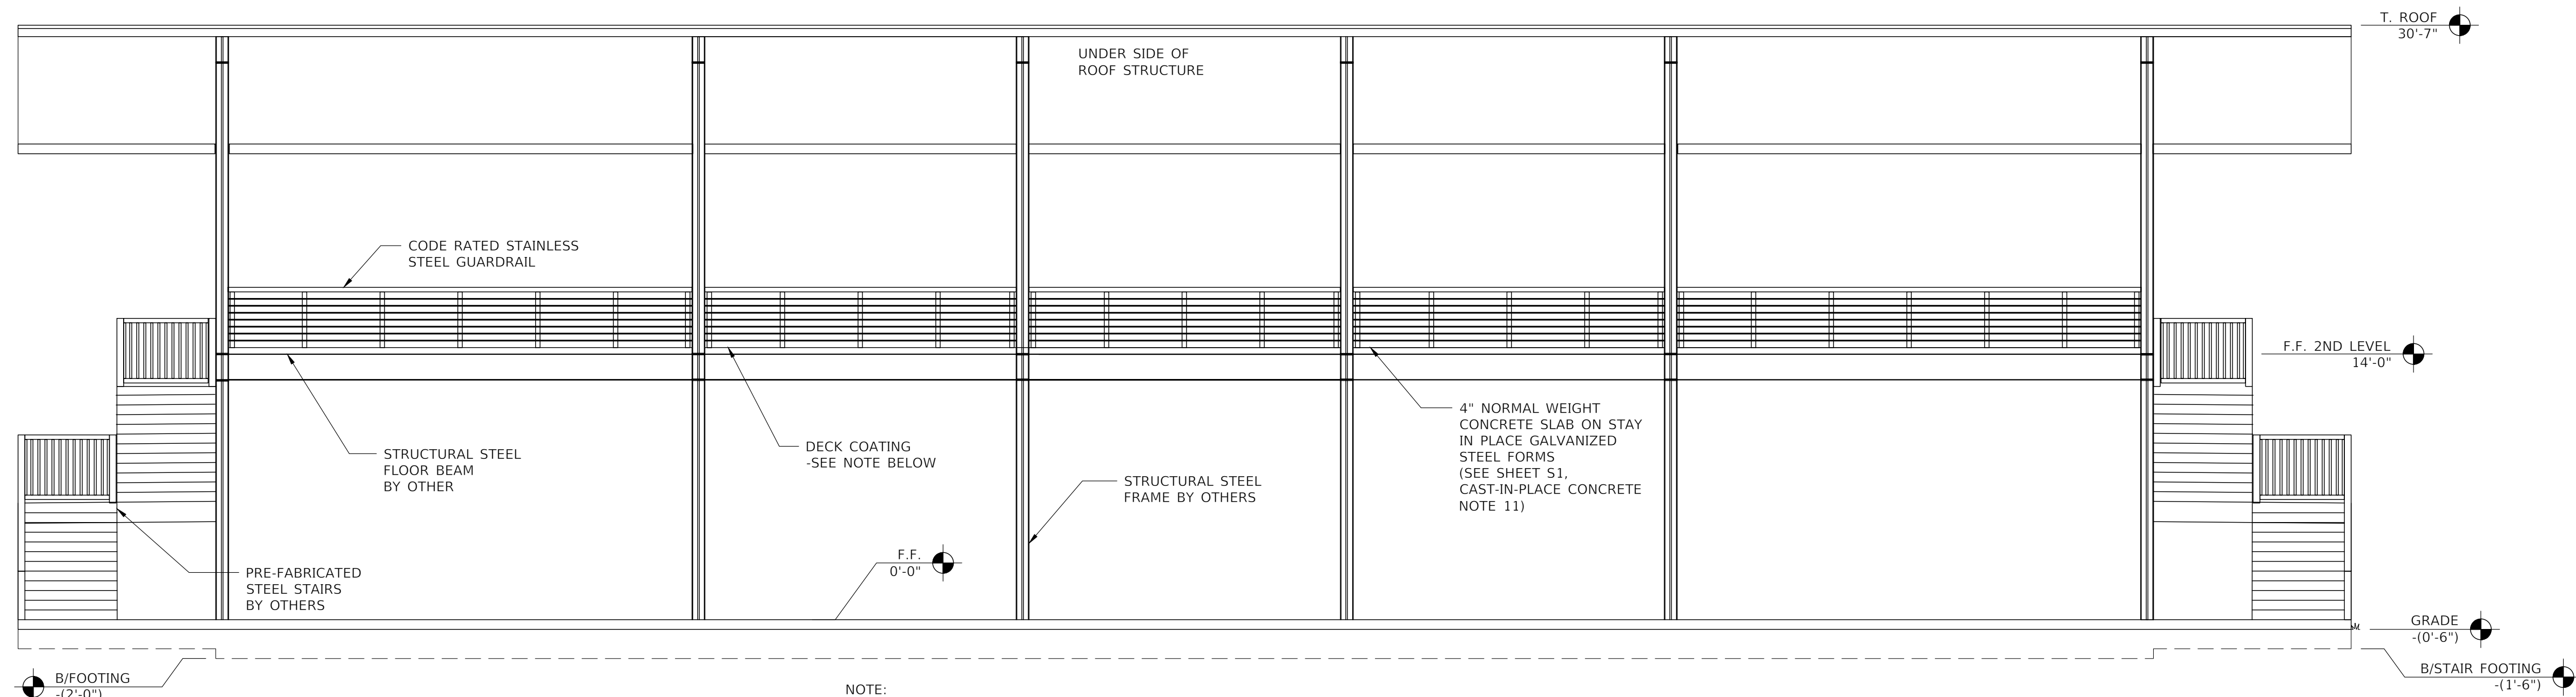 T. ROOF
30'-7"
UNDER SIDE OF
ROOF STRUCTURE
CODE RATED STAINLESS
STEEL GUARDRAIL
F.F. 2ND LEVEL
14'-0"
STRUCTURAL STEEL
FLOOR BEAM
BY OTHER
DECK COATING
-SEE NOTE BELOW
STRUCTURAL STEEL
FRAME BY OTHERS
4" NORMAL WEIGHT
CONCRETE SLAB ON STAY
IN PLACE GALVANIZED
STEEL FORMS
(SEE SHEET S1,
CAST-IN-PLACE CONCRETE
NOTE 11)
F.F.
0'-0"
PRE-FABRICATED
STEEL STAIRS
BY OTHERS
GRADE
-(0'-6")
B/FOOTING
-(2'-0")
NOTE:
B/STAIR FOOTING
-(1'-6")